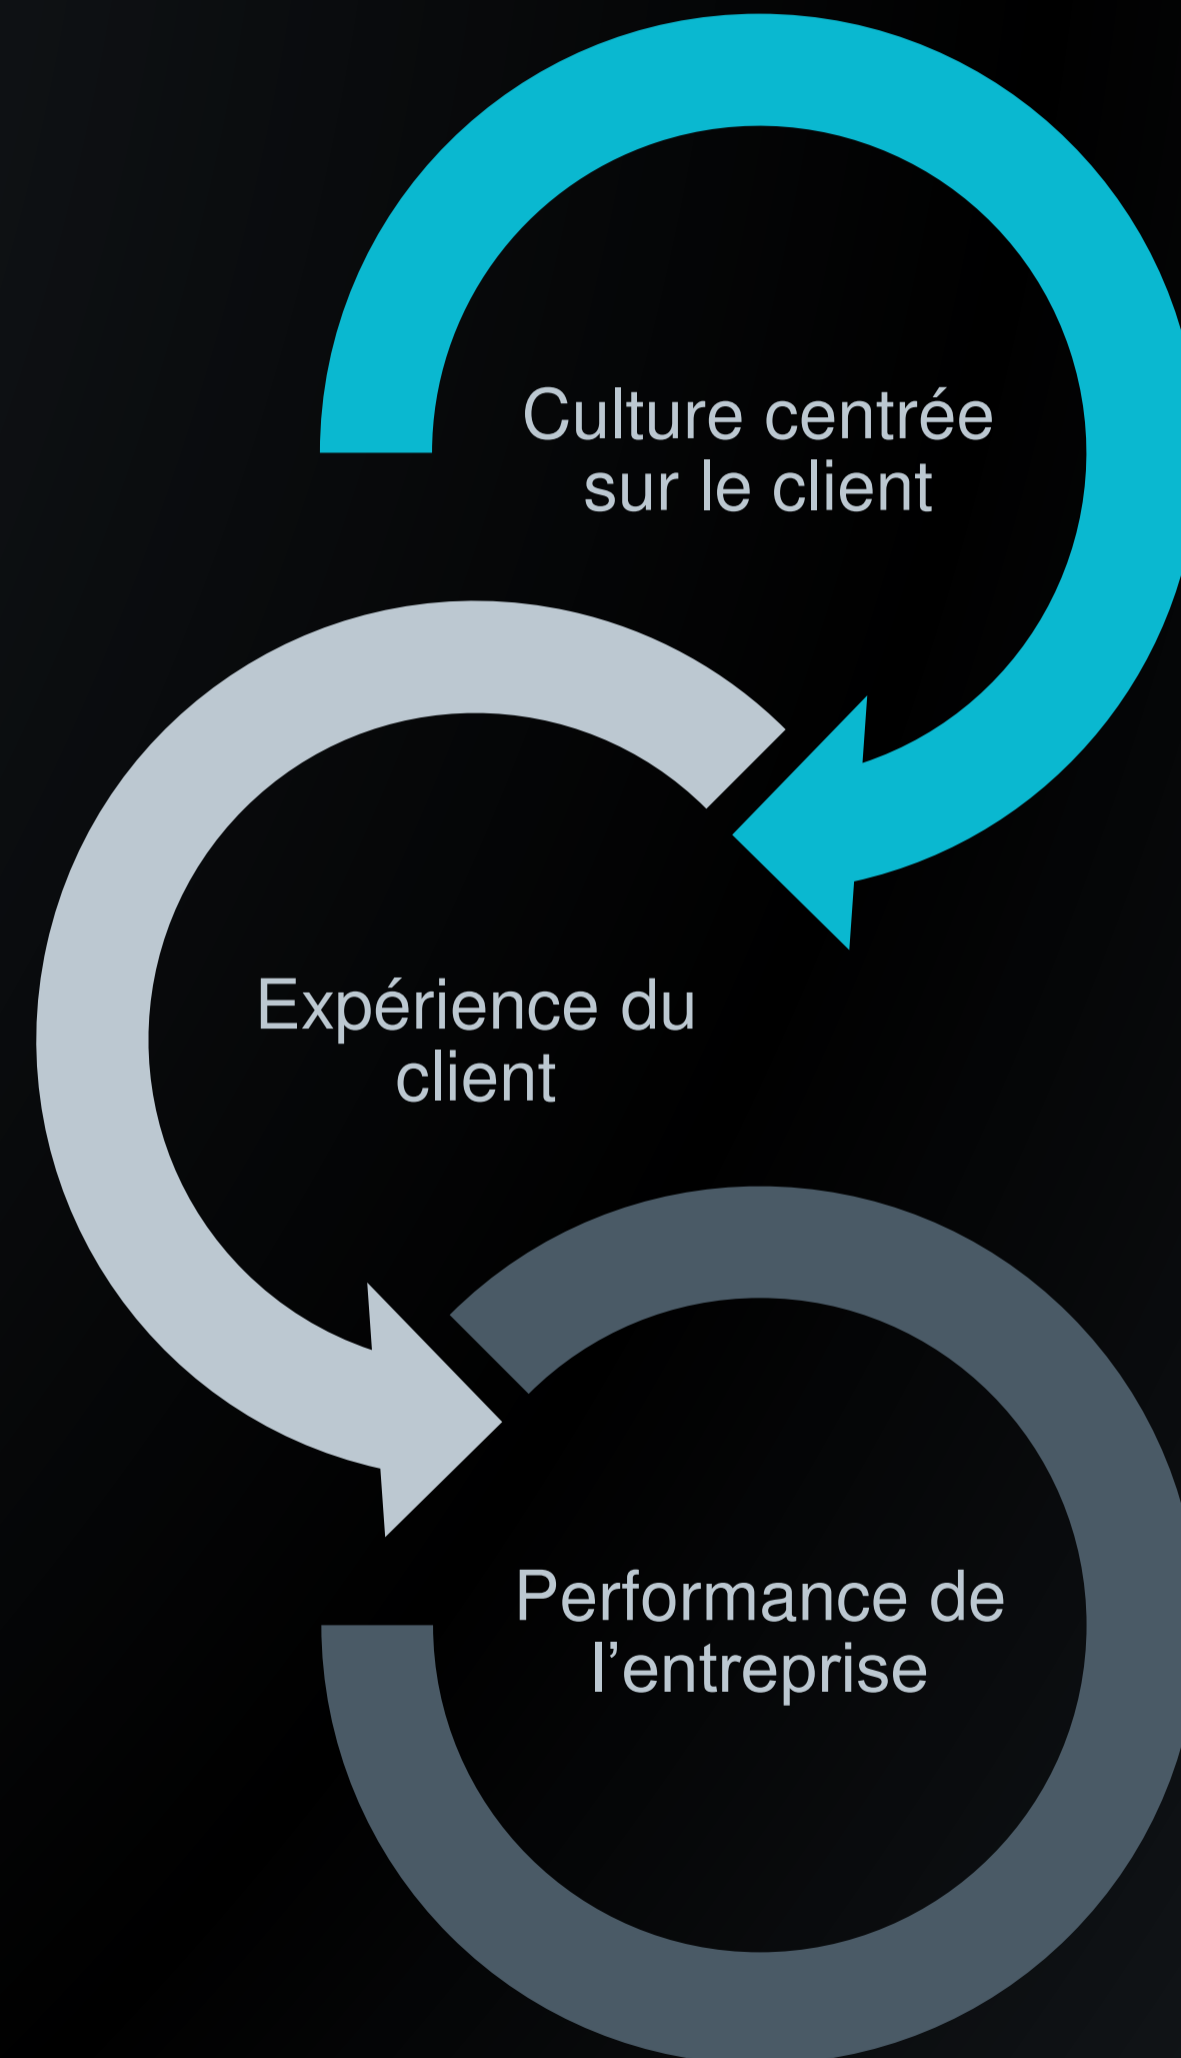 Culture centrée
sur le client
Expérience du
client
Performance de
l’entreprise